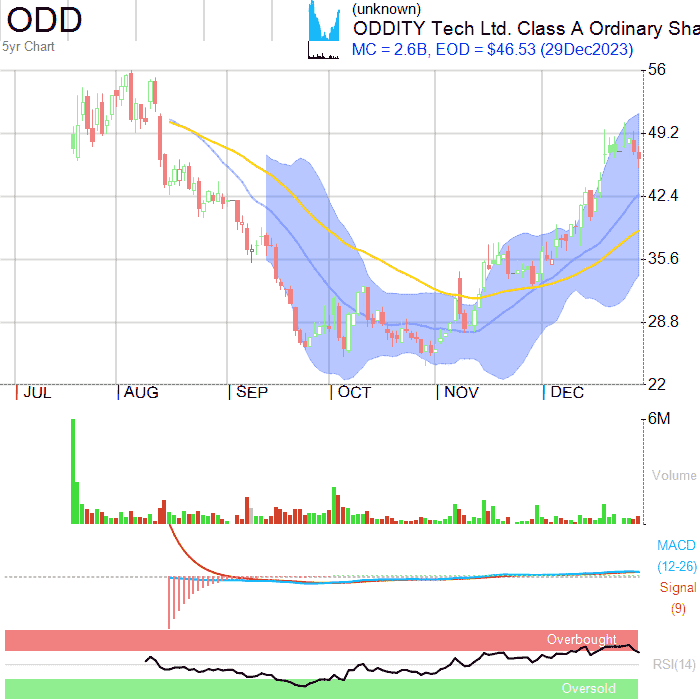 ODD
5yr Chart
(unknown)
ODDITY Tech Ltd. Class A Ordinary Sha
MC = 2.6B, EOD = $46.53 (29Dec2023)
56
49.2
42.4
35.6
28.8
22
JUL AUG SEP OCT NOV DEC
6M
Volume
MACD
(12-26)
Signal
(9)
Overbought
RSI(14)
Oversold